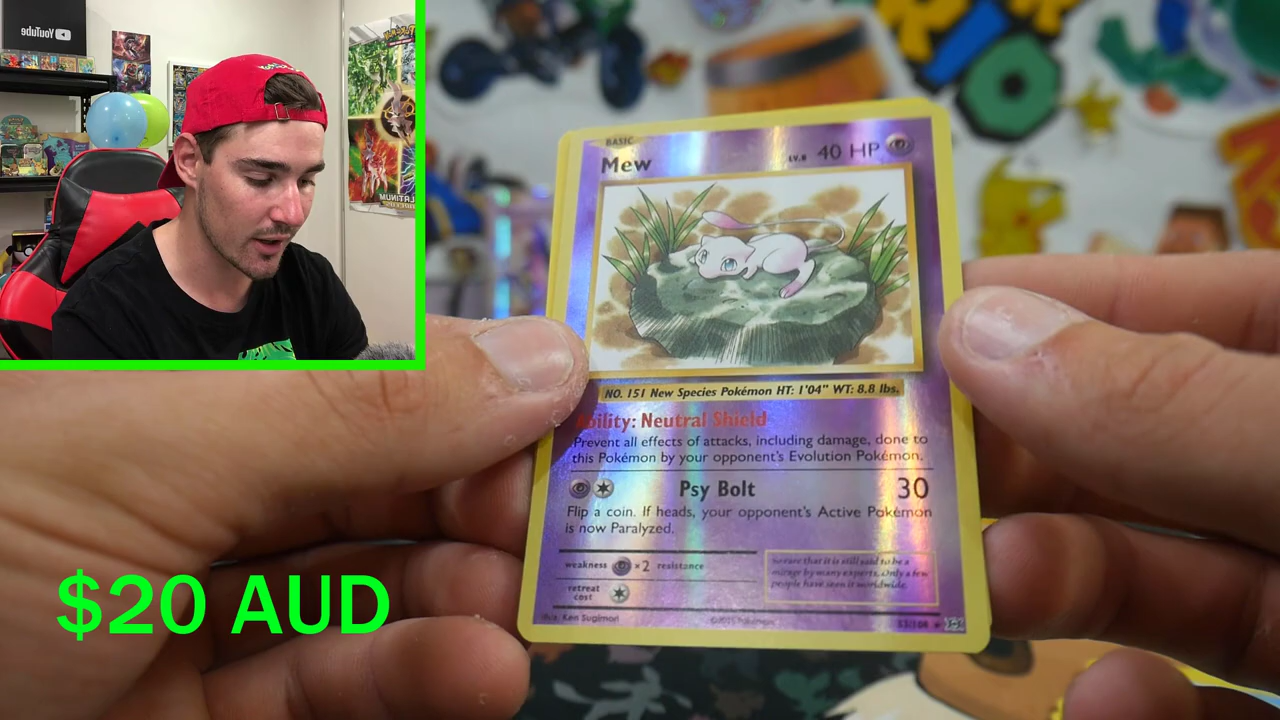 YouTube
PLATINUM
BASIC
Mew
LV.8 40 HP
NO. 151 New Species Pokémon HT: 1'04" WT: 8.8 lbs.
Ability: Neutral Shield
Prevent all effects of attacks, including damage, done to
this Pokémon by your opponent's Evolution Pokémon.
Psy Bolt 30
Flip a coin. If heads, your opponent's Active Pokémon
is now Paralyzed.
weakness ×2 resistance
retreat
cost
So rare that it is still said to be a
mirage by many experts. Only a few
people have seen it worldwide.
Illus. Ken Sugimori
53/108
$20 AUD